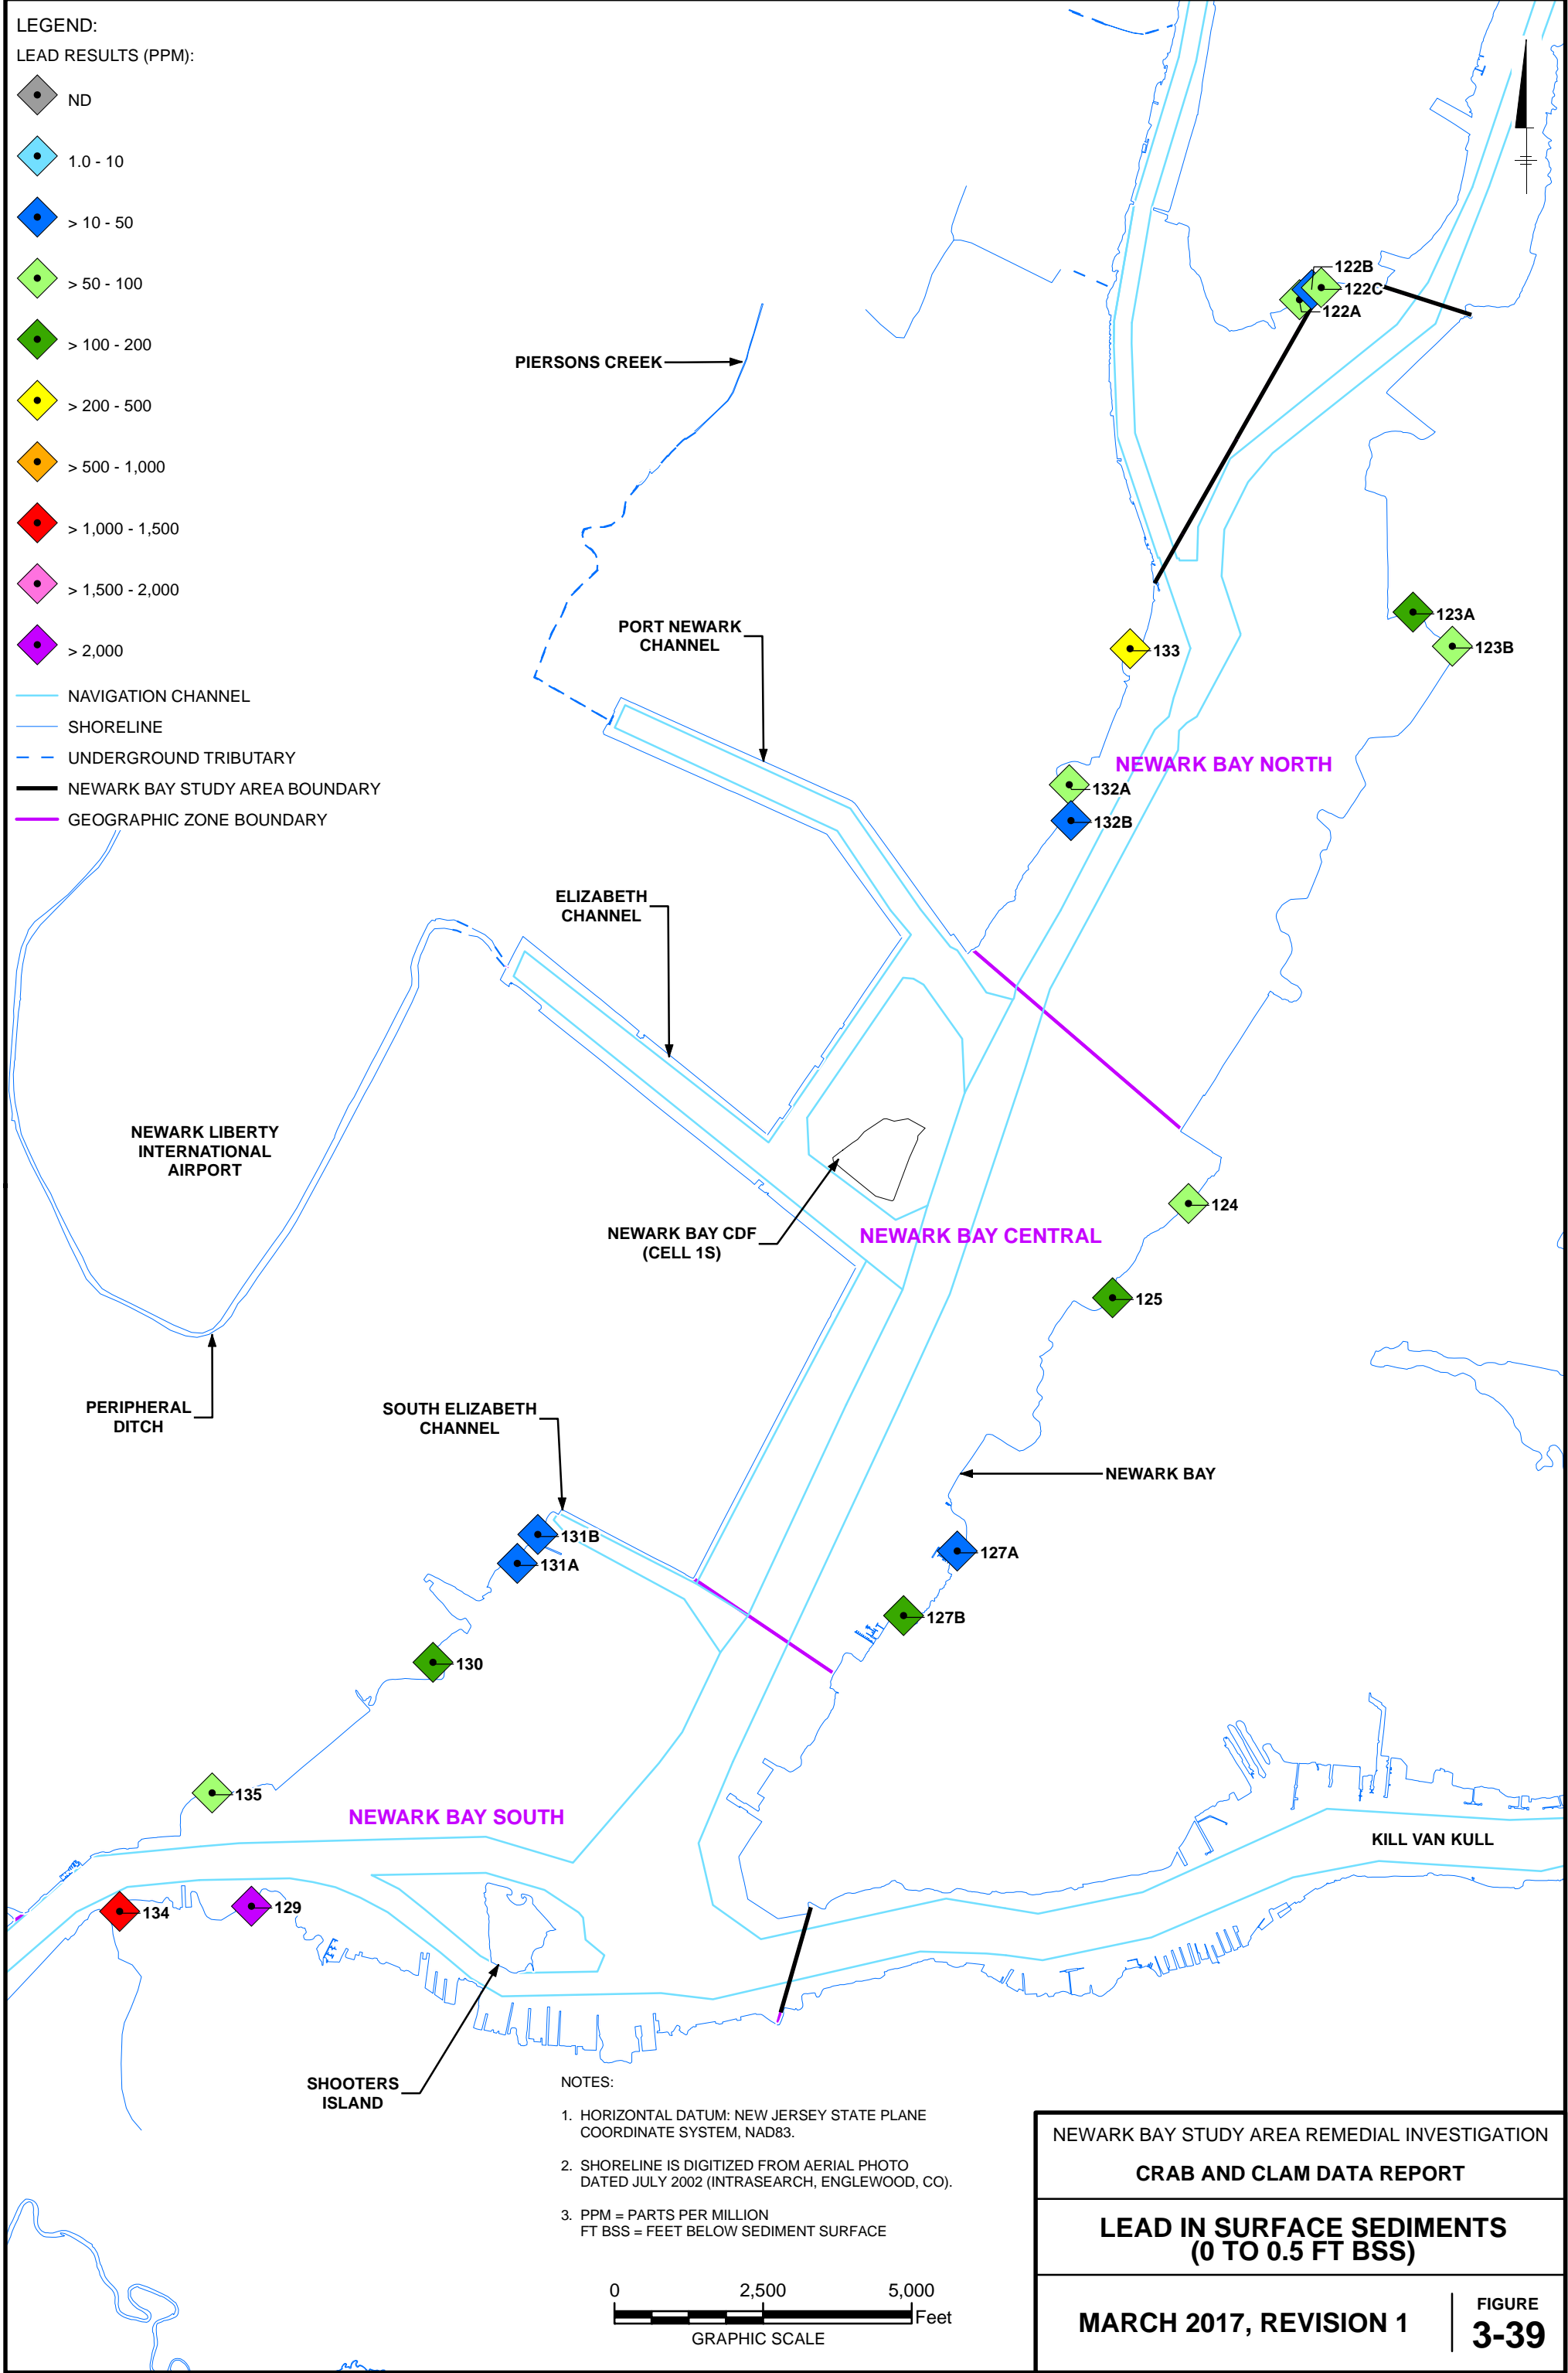 LEGEND:
LEAD RESULTS (PPM):
ND
1.0 - 10
> 10 - 50
> 50 - 100
> 100 - 200
> 200 - 500
> 500 - 1,000
> 1,000 - 1,500
> 1,500 - 2,000
> 2,000
NAVIGATION CHANNEL
SHORELINE
UNDERGROUND TRIBUTARY
NEWARK BAY STUDY AREA BOUNDARY
GEOGRAPHIC ZONE BOUNDARY
122B
122C
122A
PIERSONS CREEK
123A
123B
PORT NEWARK
CHANNEL
133
NEWARK BAY NORTH
132A
132B
ELIZABETH
CHANNEL
NEWARK LIBERTY
INTERNATIONAL
AIRPORT
124
NEWARK BAY CDF
(CELL 1S)
NEWARK BAY CENTRAL
125
PERIPHERAL
DITCH
SOUTH ELIZABETH
CHANNEL
NEWARK BAY
131B
131A
127A
127B
130
135
NEWARK BAY SOUTH
KILL VAN KULL
134
129
SHOOTERS
ISLAND
NOTES:
1. HORIZONTAL DATUM: NEW JERSEY STATE PLANE
COORDINATE SYSTEM, NAD83.
2. SHORELINE IS DIGITIZED FROM AERIAL PHOTO
DATED JULY 2002 (INTRASEARCH, ENGLEWOOD, CO).
3. PPM = PARTS PER MILLION
FT BSS = FEET BELOW SEDIMENT SURFACE
0 2,500 5,000
Feet
GRAPHIC SCALE
NEWARK BAY STUDY AREA REMEDIAL INVESTIGATION
CRAB AND CLAM DATA REPORT
LEAD IN SURFACE SEDIMENTS
(0 TO 0.5 FT BSS)
MARCH 2017, REVISION 1
FIGURE
3-39